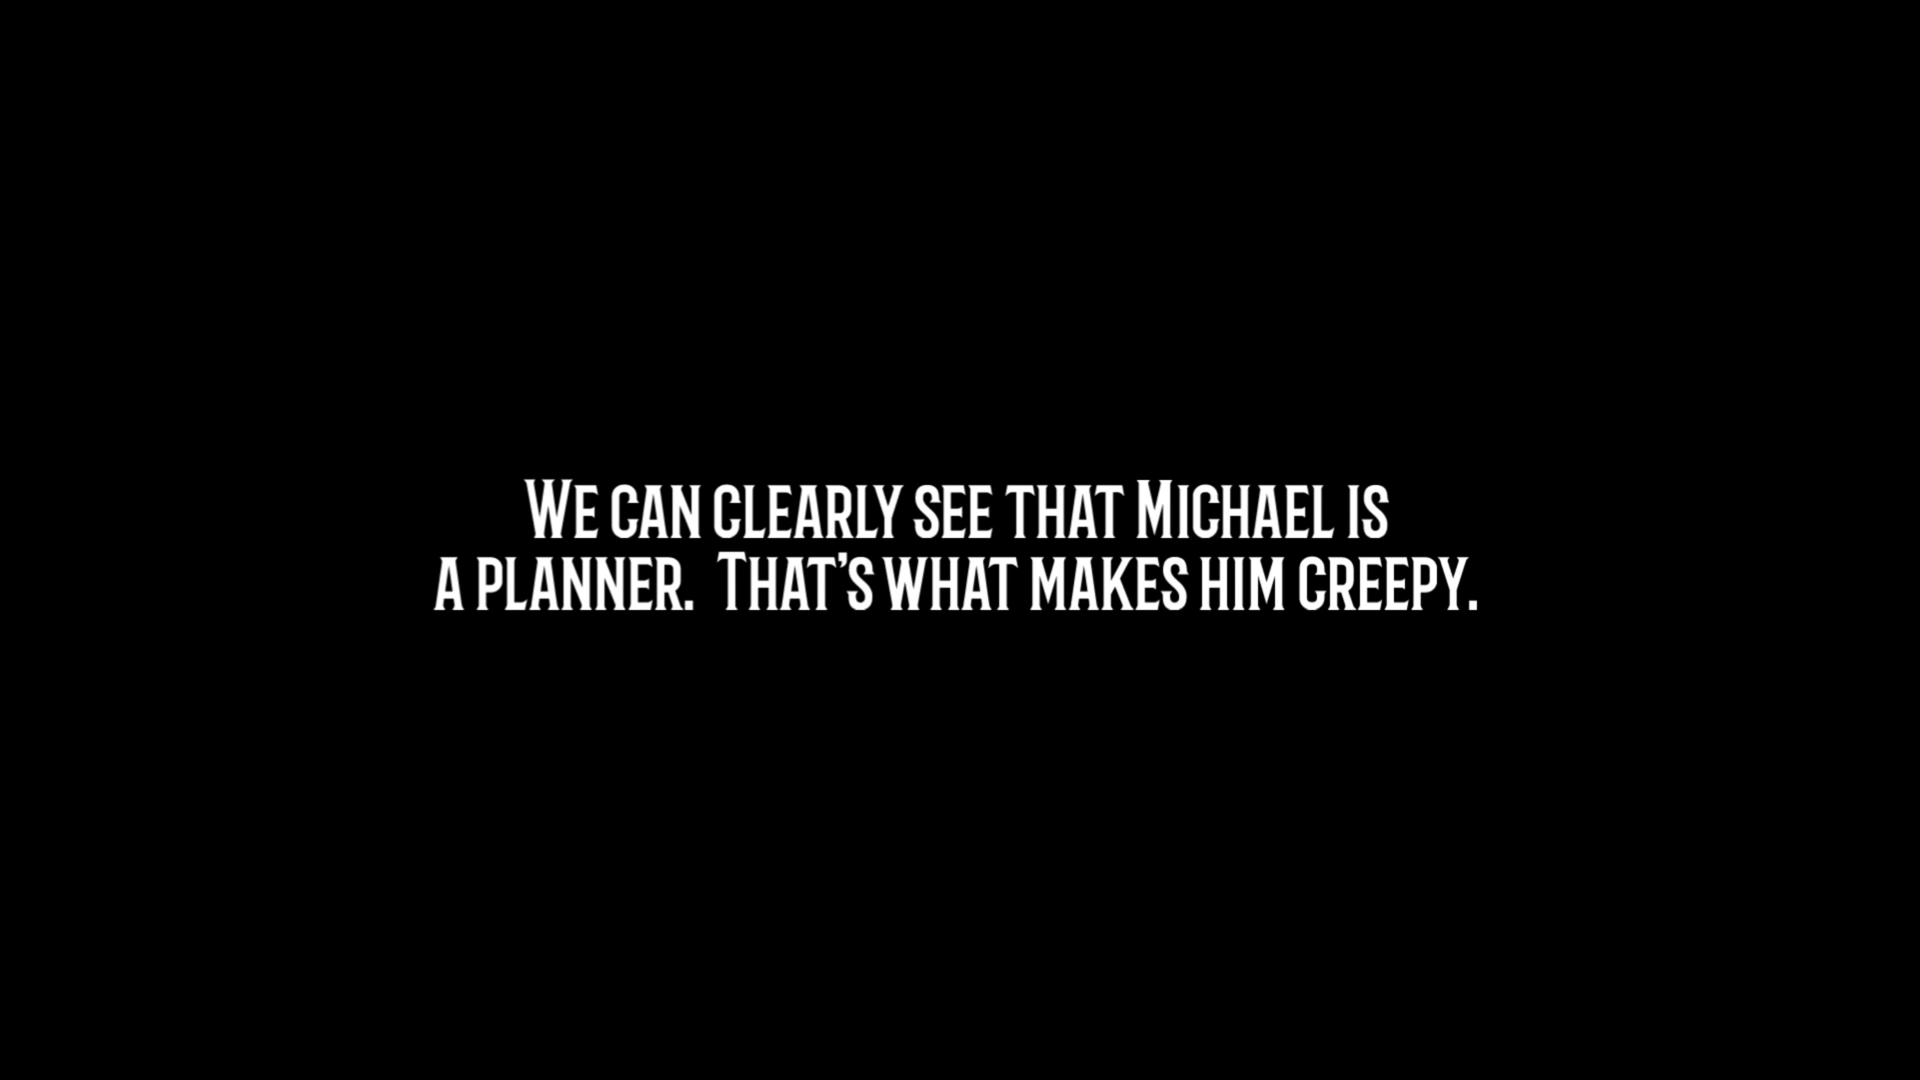 We can clearly see that Michael is
a planner.  That’s what makes him creepy.